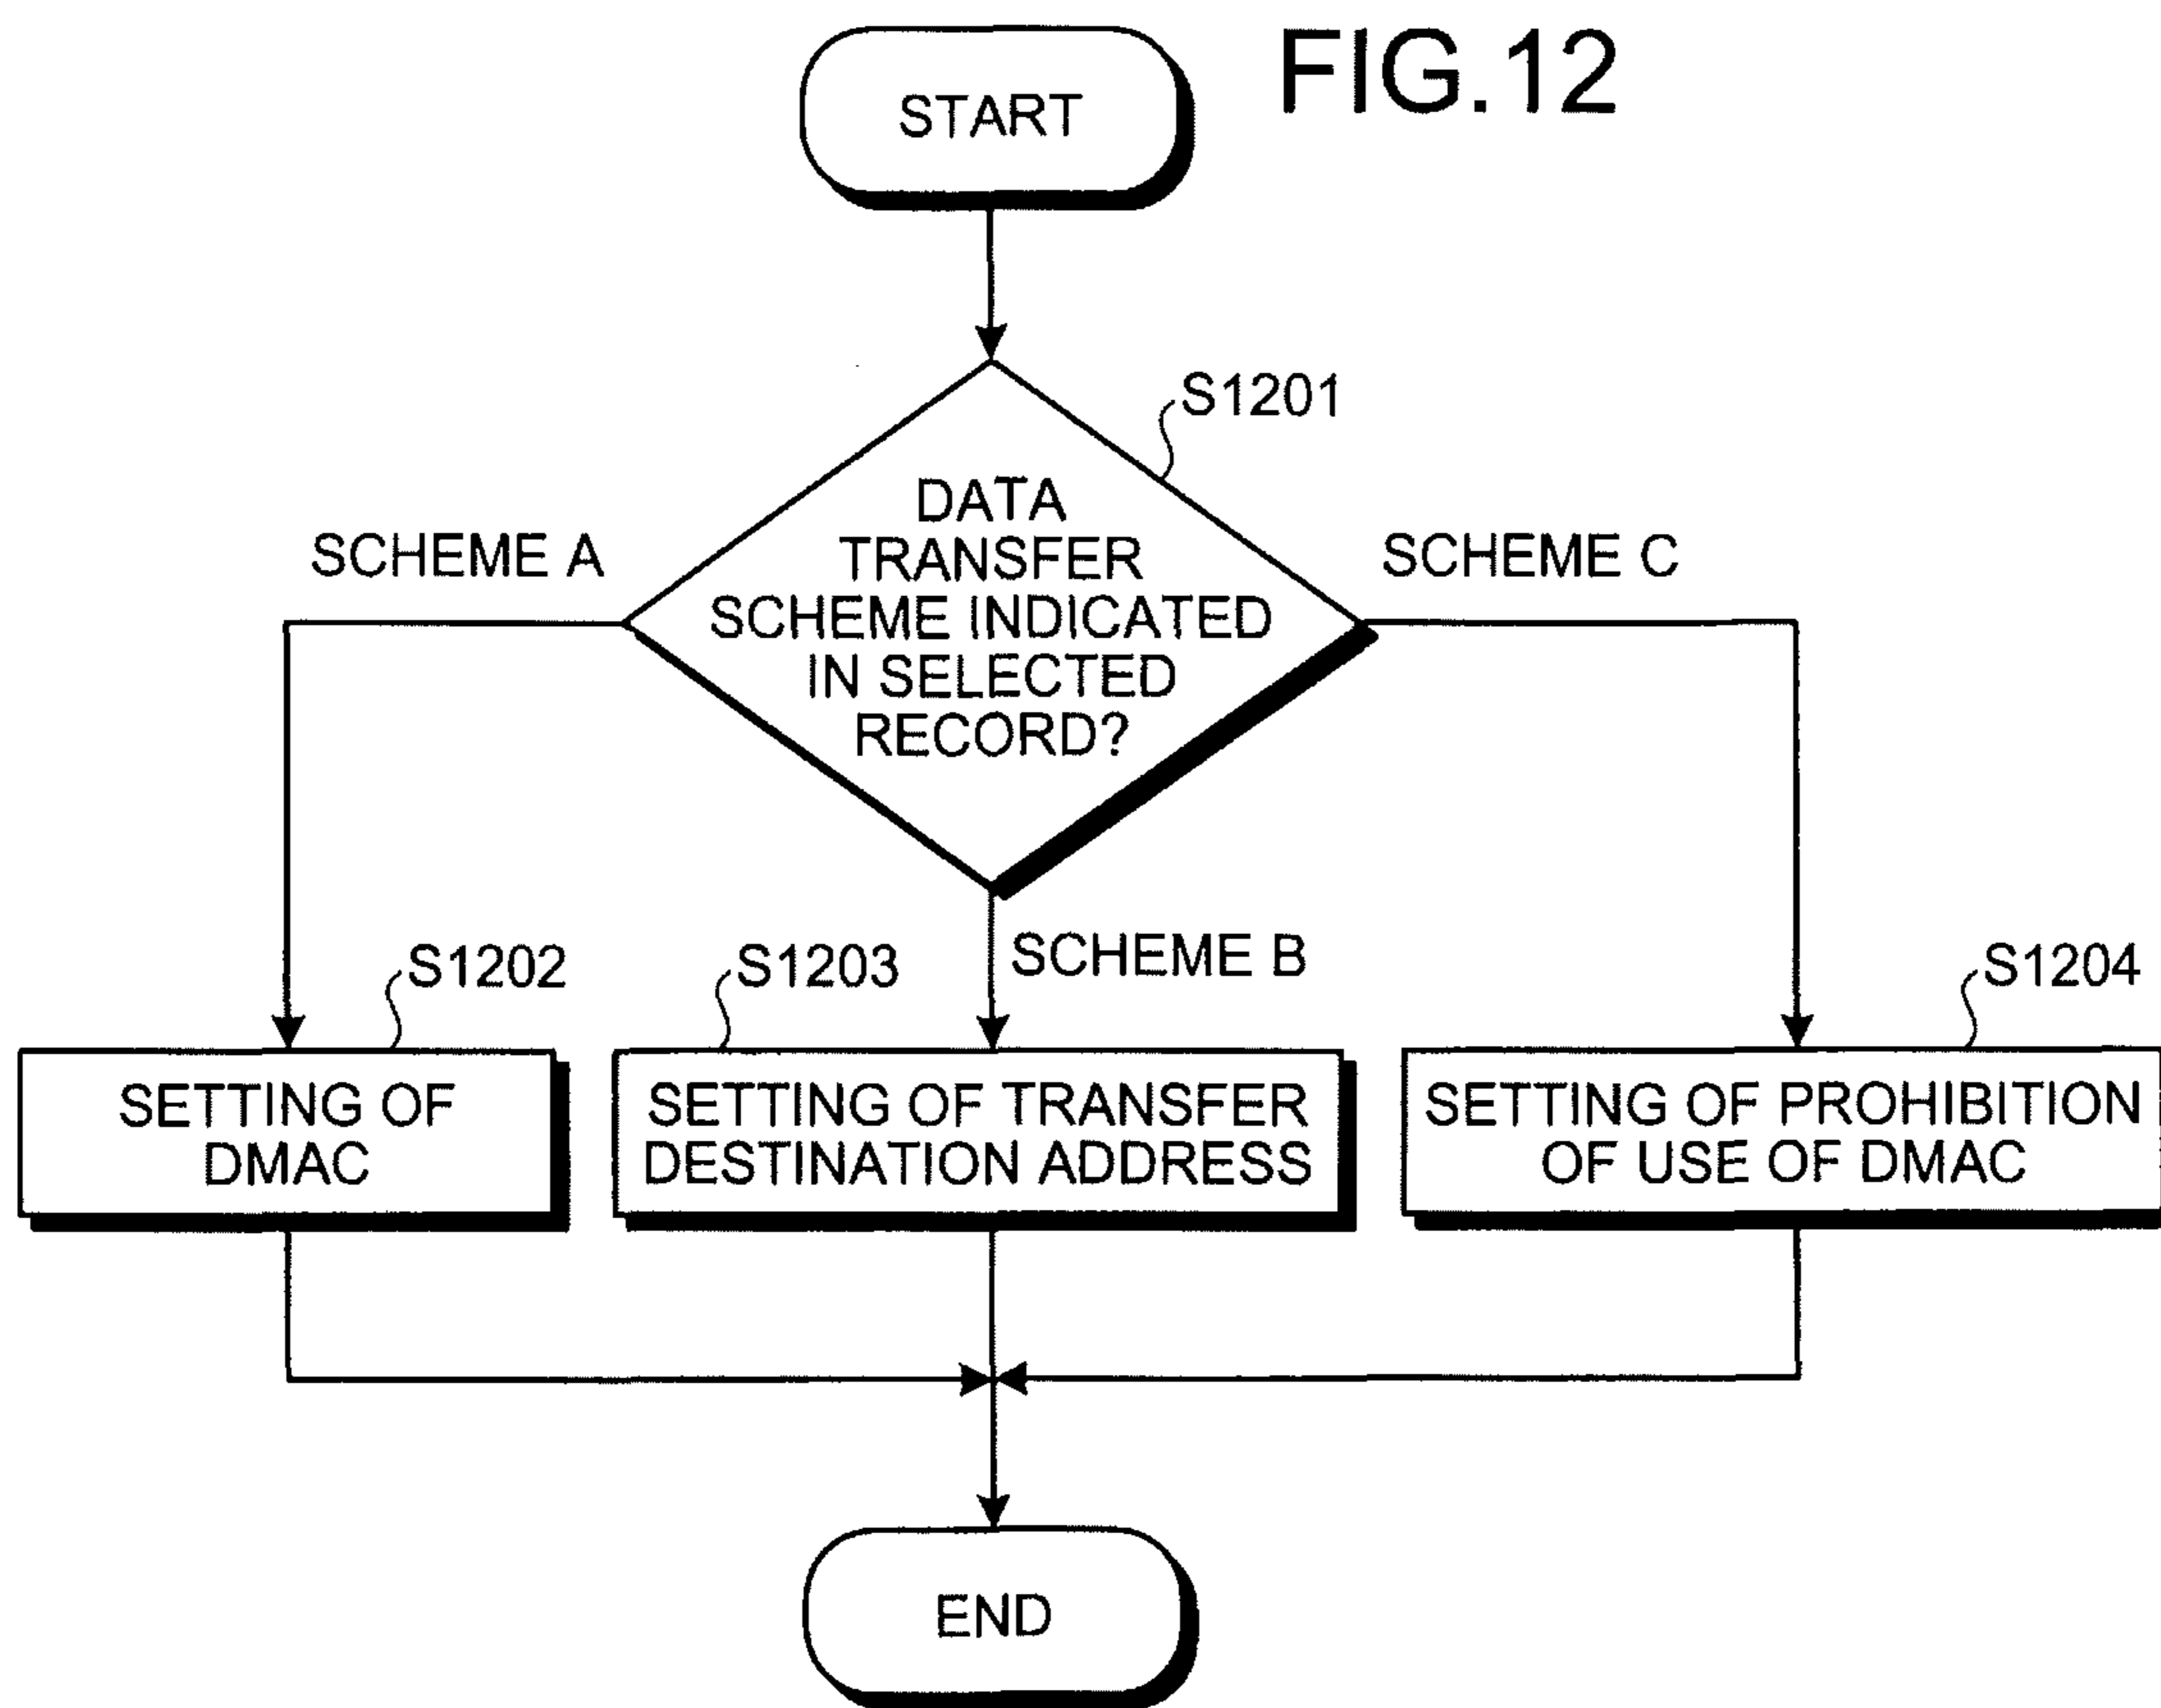 FIG.12
START
S1201
DATA
TRANSFER
SCHEME INDICATED
IN SELECTED
RECORD?
SCHEME A
SCHEME C
SCHEME B
S1202
S1203
S1204
SETTING OF
DMAC
SETTING OF TRANSFER
DESTINATION ADDRESS
SETTING OF PROHIBITION
OF USE OF DMAC
END